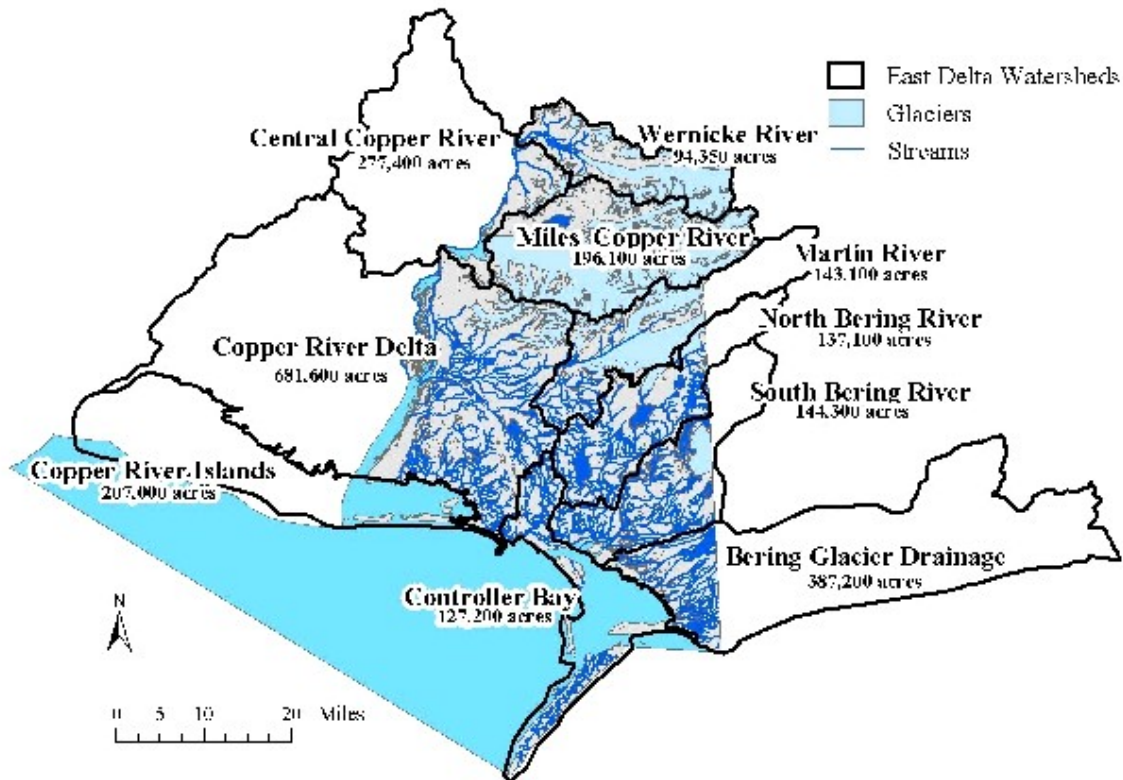 East Delta Watersheds
Glaciers
Streams
Central Copper River
277,400 acres
Wernicke River
94,350 acres
Miles Copper River
196,100 acres
Martin River
143,100 acres
North Bering River
137,100 acres
Copper River Delta
681,600 acres
South Bering River
144,300 acres
Copper River Islands
207,000 acres
Bering Glacier Drainage
387,200 acres
Controller Bay
127,200 acres
N
0 5 10 20 Miles